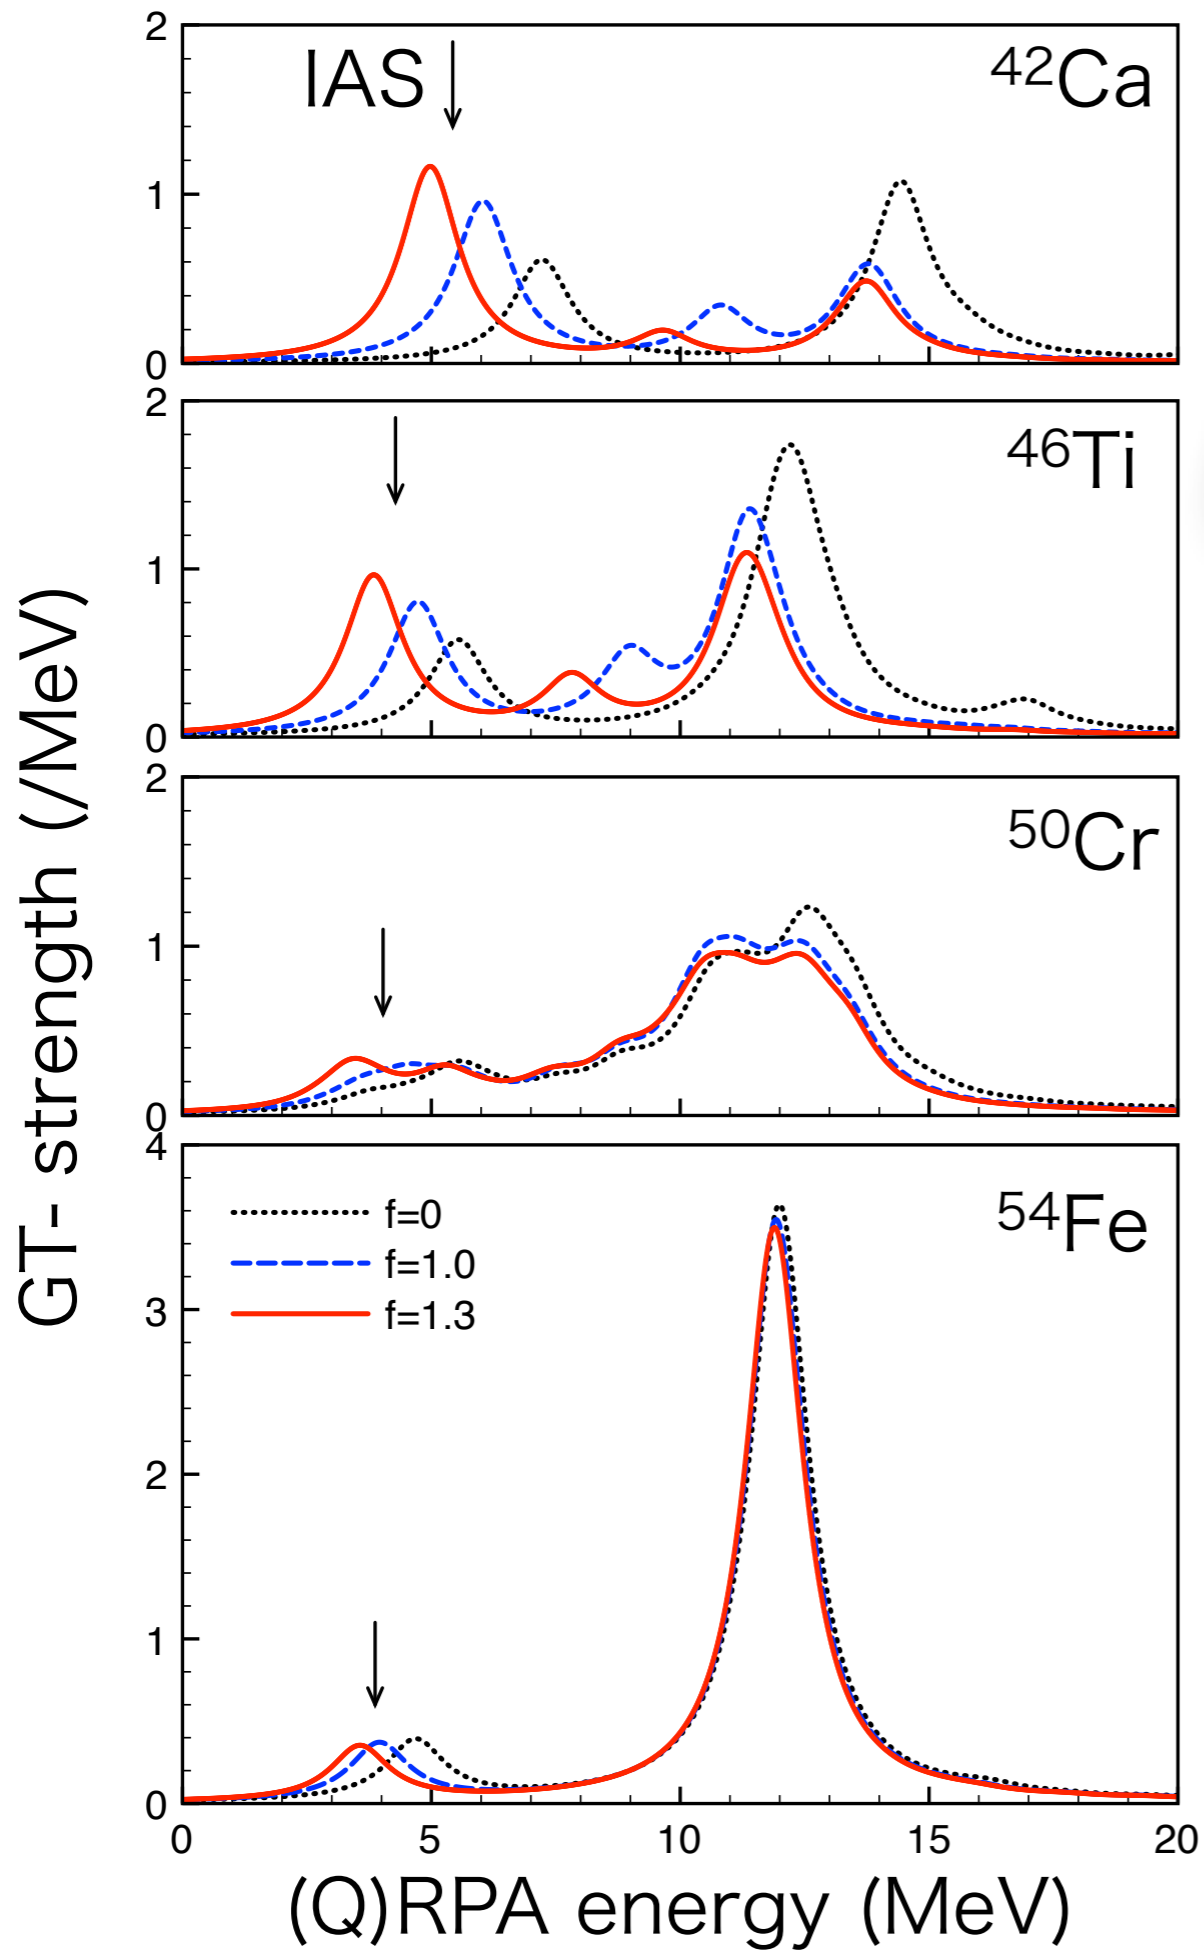 2
IAS
⁴²Ca
1
0
2
⁴⁶Ti
1
0
2
⁵⁰Cr
1
0
4
f=0
⁵⁴Fe
f=1.0
3
f=1.3
2
1
0
0 5 10 15 20
(Q)RPA energy (MeV)
GT- strength (/MeV)